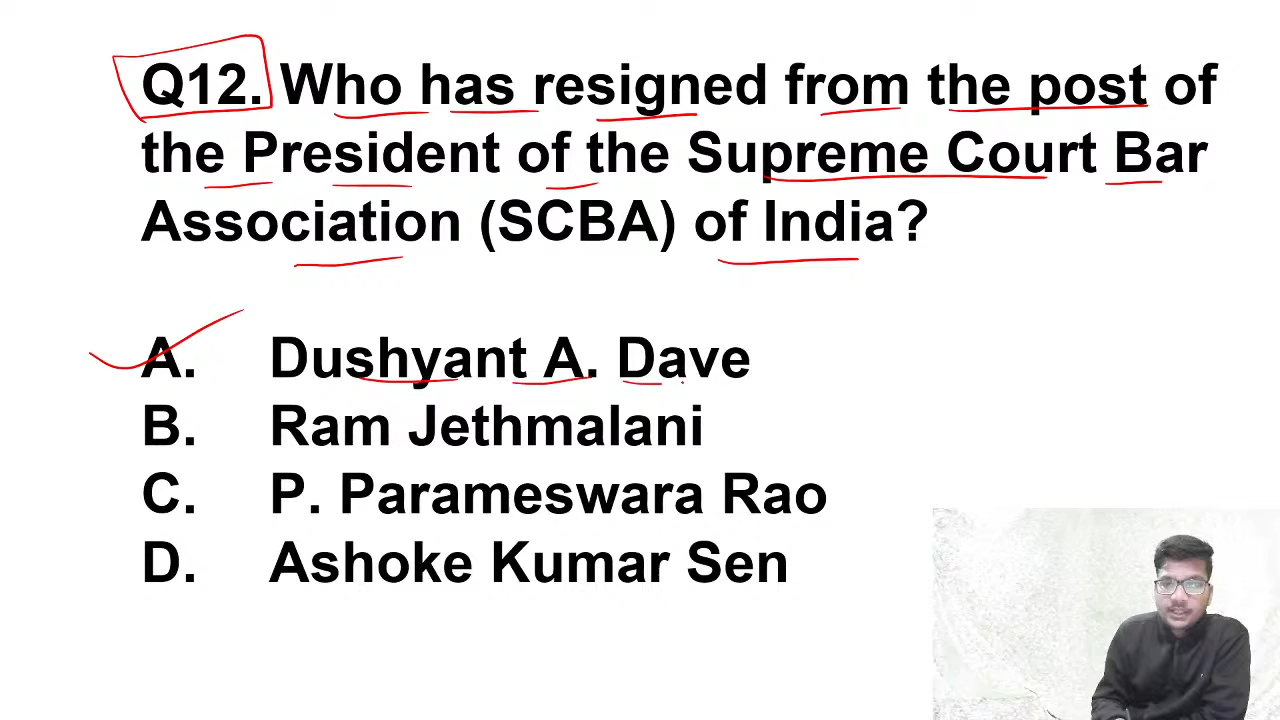 Q12. Who has resigned from the post of
the President of the Supreme Court Bar
Association (SCBA) of India?
A. Dushyant A. Dave
B. Ram Jethmalani
C. P. Parameswara Rao
D. Ashoke Kumar Sen